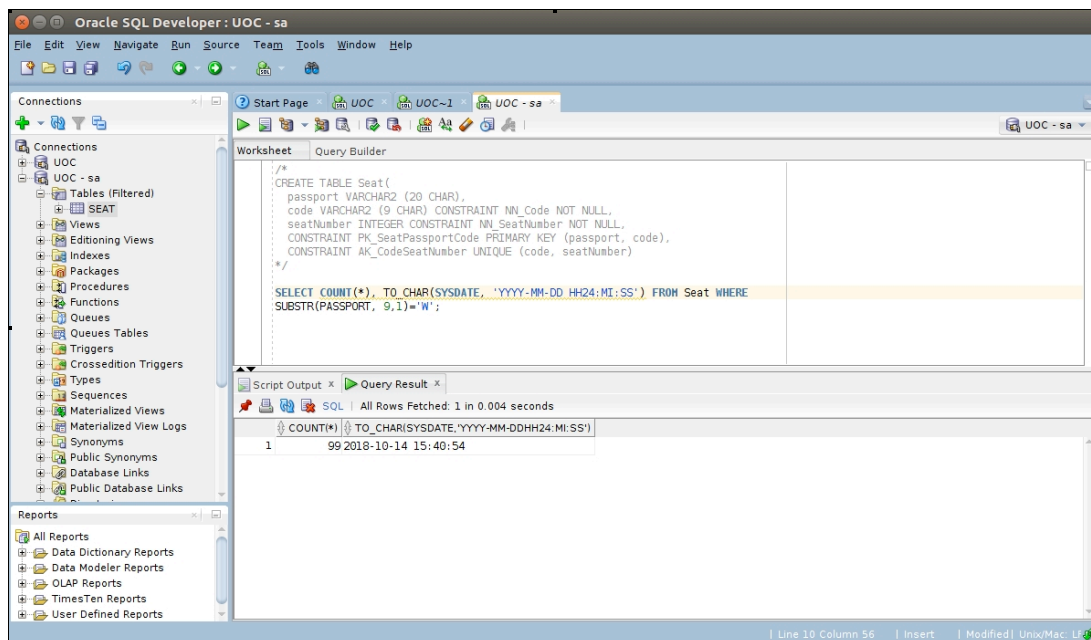 Oracle SQL Developer : UOC - sa
File Edit View Navigate Run Source Team Tools Window Help
Connections
Start Page
UOC
UOC~1
UOC - sa
UOC - sa
Worksheet Query Builder
Connections
UOC
UOC - sa
Tables (Filtered)
SEAT
Views
Editioning Views
Indexes
Packages
Procedures
Functions
Queues
Queues Tables
Triggers
Crossedition Triggers
Types
Sequences
Materialized Views
Materialized View Logs
Synonyms
Public Synonyms
Database Links
Public Database Links
/*
CREATE TABLE Seat(
passport VARCHAR2 (20 CHAR),
code VARCHAR2 (9 CHAR) CONSTRAINT NN_Code NOT NULL,
seatNumber INTEGER CONSTRAINT NN_SeatNumber NOT NULL,
CONSTRAINT PK_SeatPassportCode PRIMARY KEY (passport, code),
CONSTRAINT AK_CodeSeatNumber UNIQUE (code, seatNumber)
*/
SELECT COUNT(*), TO_CHAR(SYSDATE, 'YYYY-MM-DD HH24:MI:SS') FROM Seat WHERE
SUBSTR(PASSPORT, 9,1)='W';
Script Output x Query Result x
SQL | All Rows Fetched: 1 in 0.004 seconds
COUNT(*) TO_CHAR(SYSDATE,'YYYY-MM-DDHH24:MI:SS')
1 99 2018-10-14 15:40:54
Reports
All Reports
Data Dictionary Reports
Data Modeler Reports
OLAP Reports
TimesTen Reports
User Defined Reports
| Line 10 Column 56 | Insert | Modified | Unix/Mac: